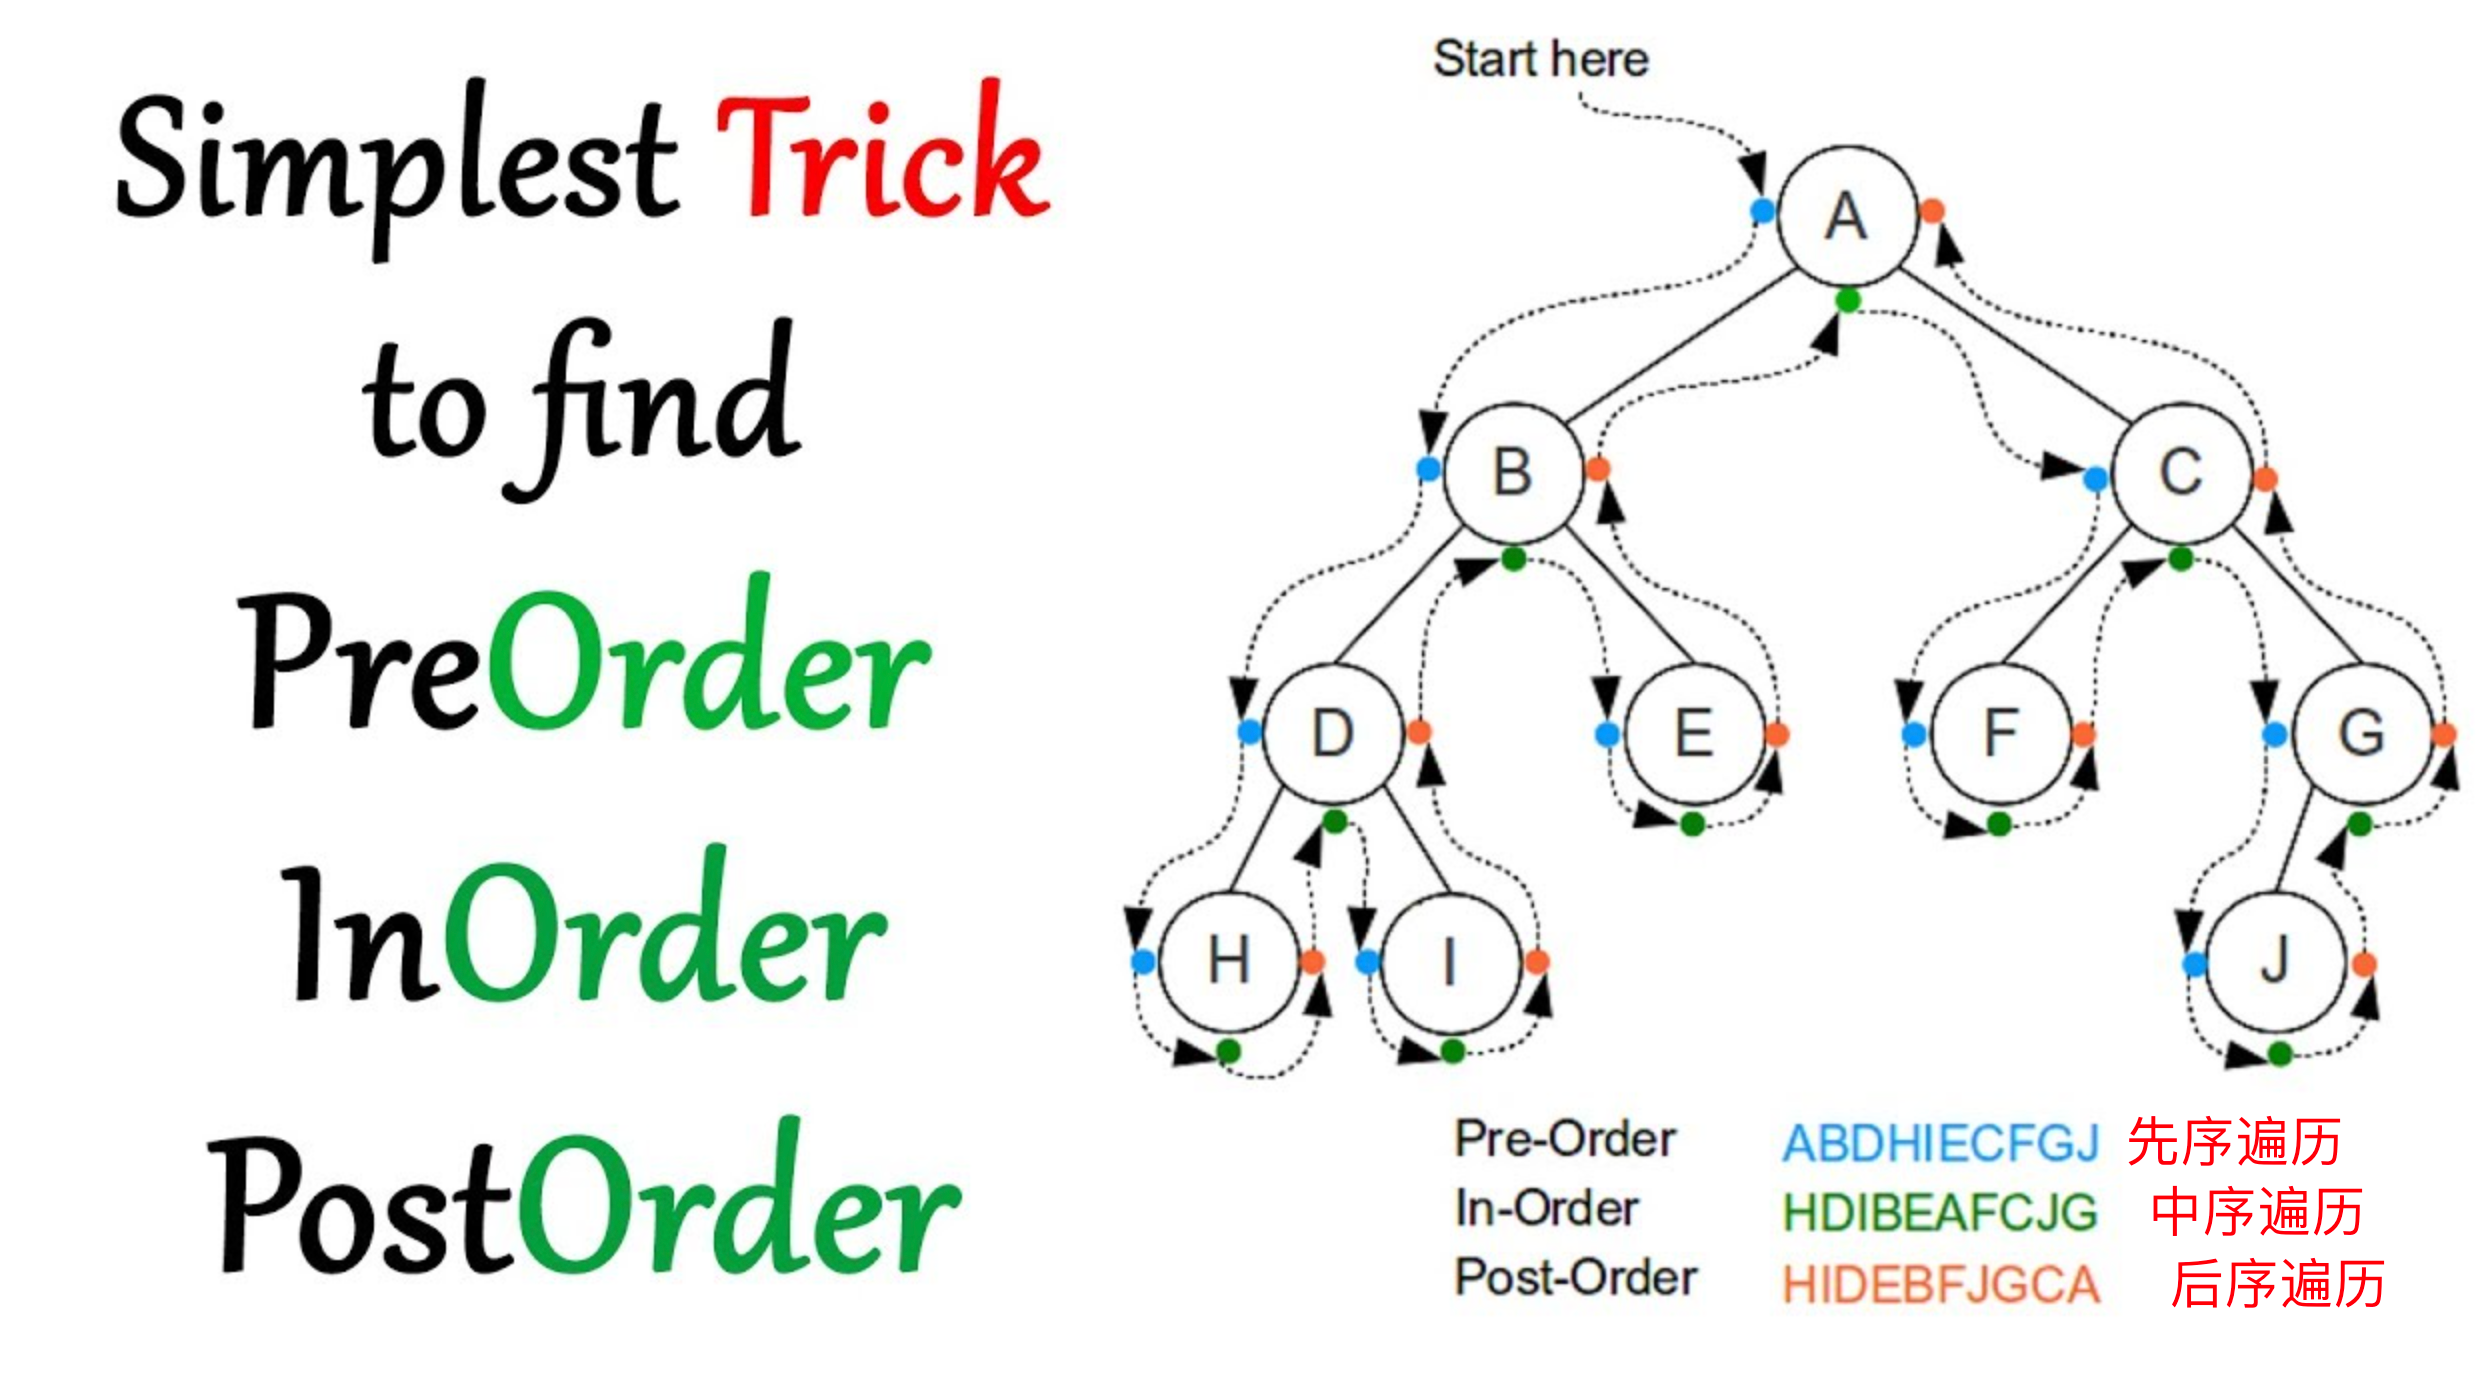 Simplest Trick
to find
PreOrder
InOrder
PostOrder
Start here
A
B
C
D
E
F
G
H
I
J
Pre-Order ABDHIECFGJ 先序遍历
In-Order HDIBEAFCJG 中序遍历
Post-Order HIDEBFJGCA 后序遍历